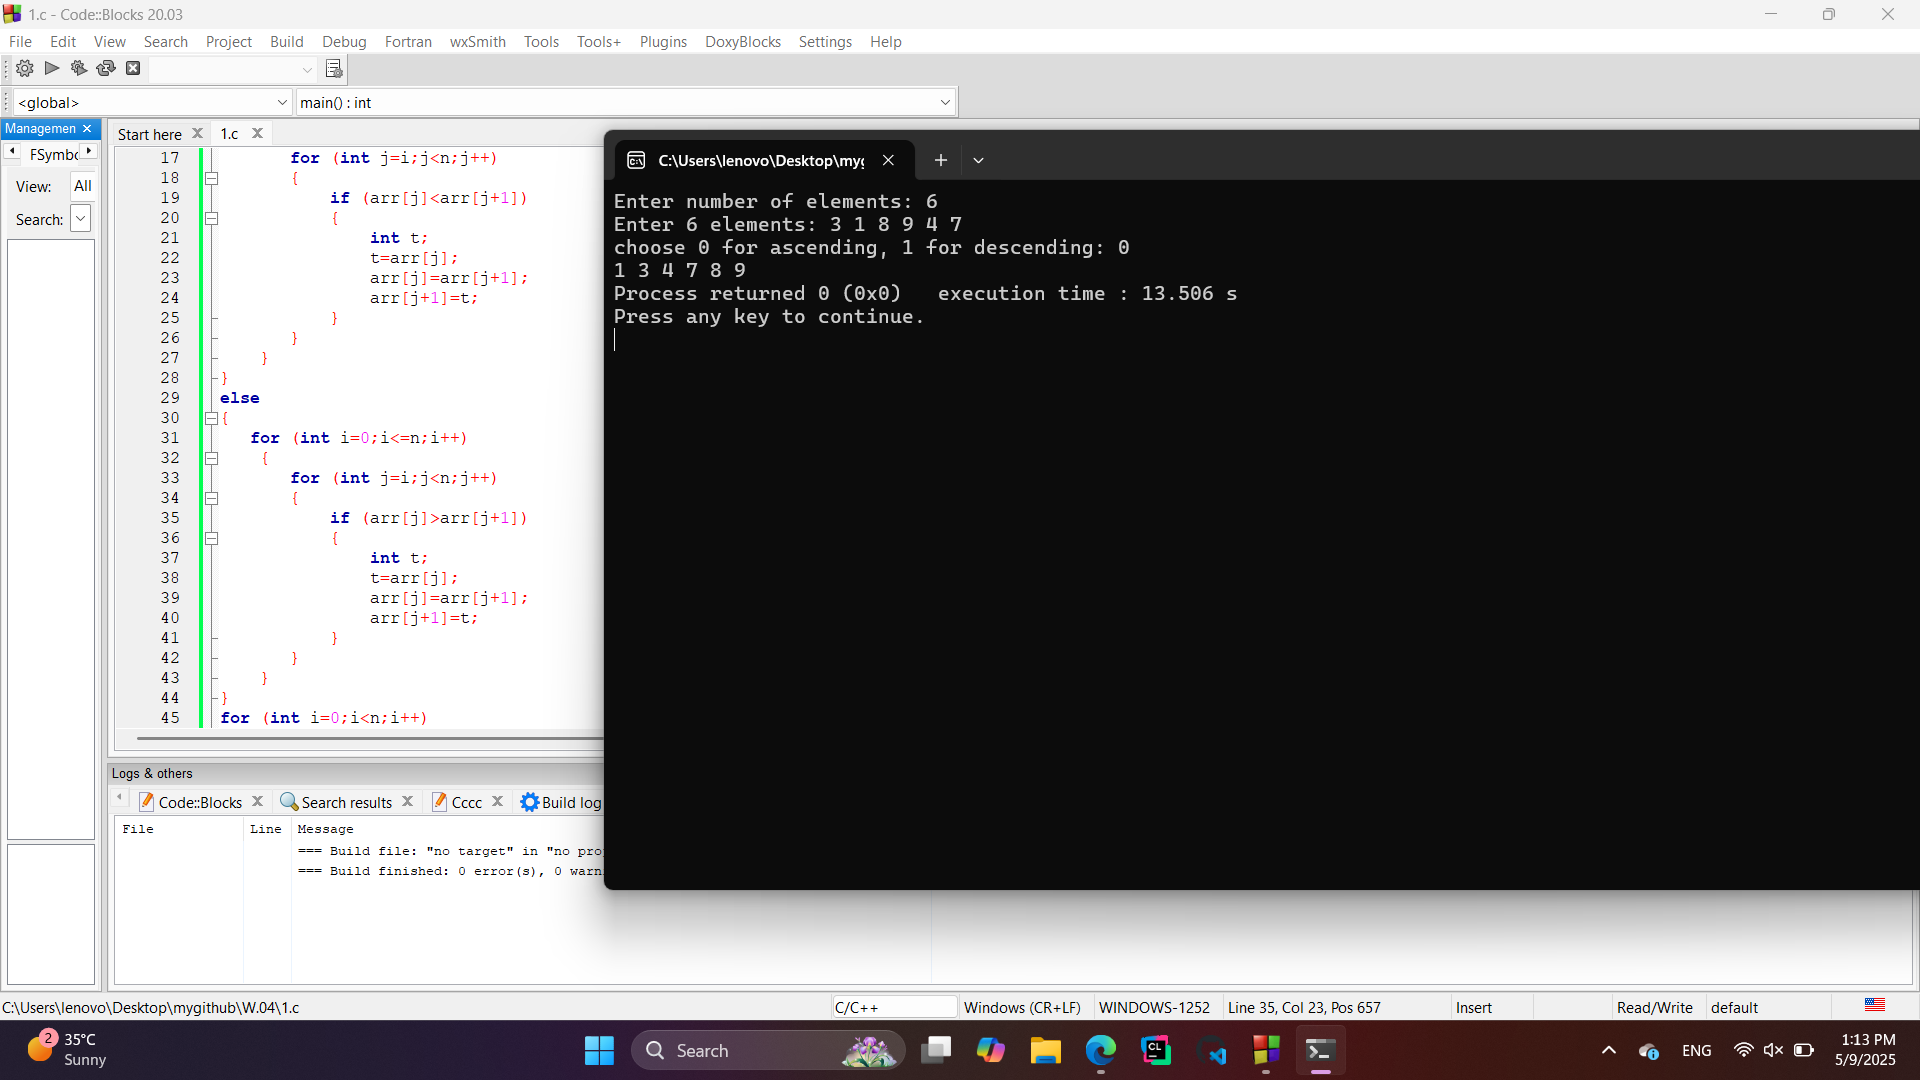 1.c - Code::Blocks 20.03
File Edit View Search Project Build Debug Fortran wxSmith Tools Tools+ Plugins DoxyBlocks Settings Help
<global> main() : int
Managemen
FSymbo
View: All
Search:
Start here 1.c
17 for (int j=i;j<n;j++)
18 {
19 if (arr[j]<arr[j+1])
20 {
21 int t;
22 t=arr[j];
23 arr[j]=arr[j+1];
24 arr[j+1]=t;
25 }
26 }
27 }
28 }
29 else
30 {
31 for (int i=0;i<=n;i++)
32 {
33 for (int j=i;j<n;j++)
34 {
35 if (arr[j]>arr[j+1])
36 {
37 int t;
38 t=arr[j];
39 arr[j]=arr[j+1];
40 arr[j+1]=t;
41 }
42 }
43 }
44 }
45 for (int i=0;i<n;i++)
C:\Users\lenovo\Desktop\myg
Enter number of elements: 6
Enter 6 elements: 3 1 8 9 4 7
choose 0 for ascending, 1 for descending: 0
1 3 4 7 8 9
Process returned 0 (0x0)   execution time : 13.506 s
Press any key to continue.
Logs & others
Code::Blocks Search results Cccc Build log
File Line Message
=== Build file: "no target" in "no pro
=== Build finished: 0 error(s), 0 warn
C:\Users\lenovo\Desktop\mygithub\W.04\1.c C/C++ Windows (CR+LF) WINDOWS-1252 Line 35, Col 23, Pos 657 Insert Read/Write default
2
35°C
Sunny
Search
CL
ENG
1:13 PM
5/9/2025